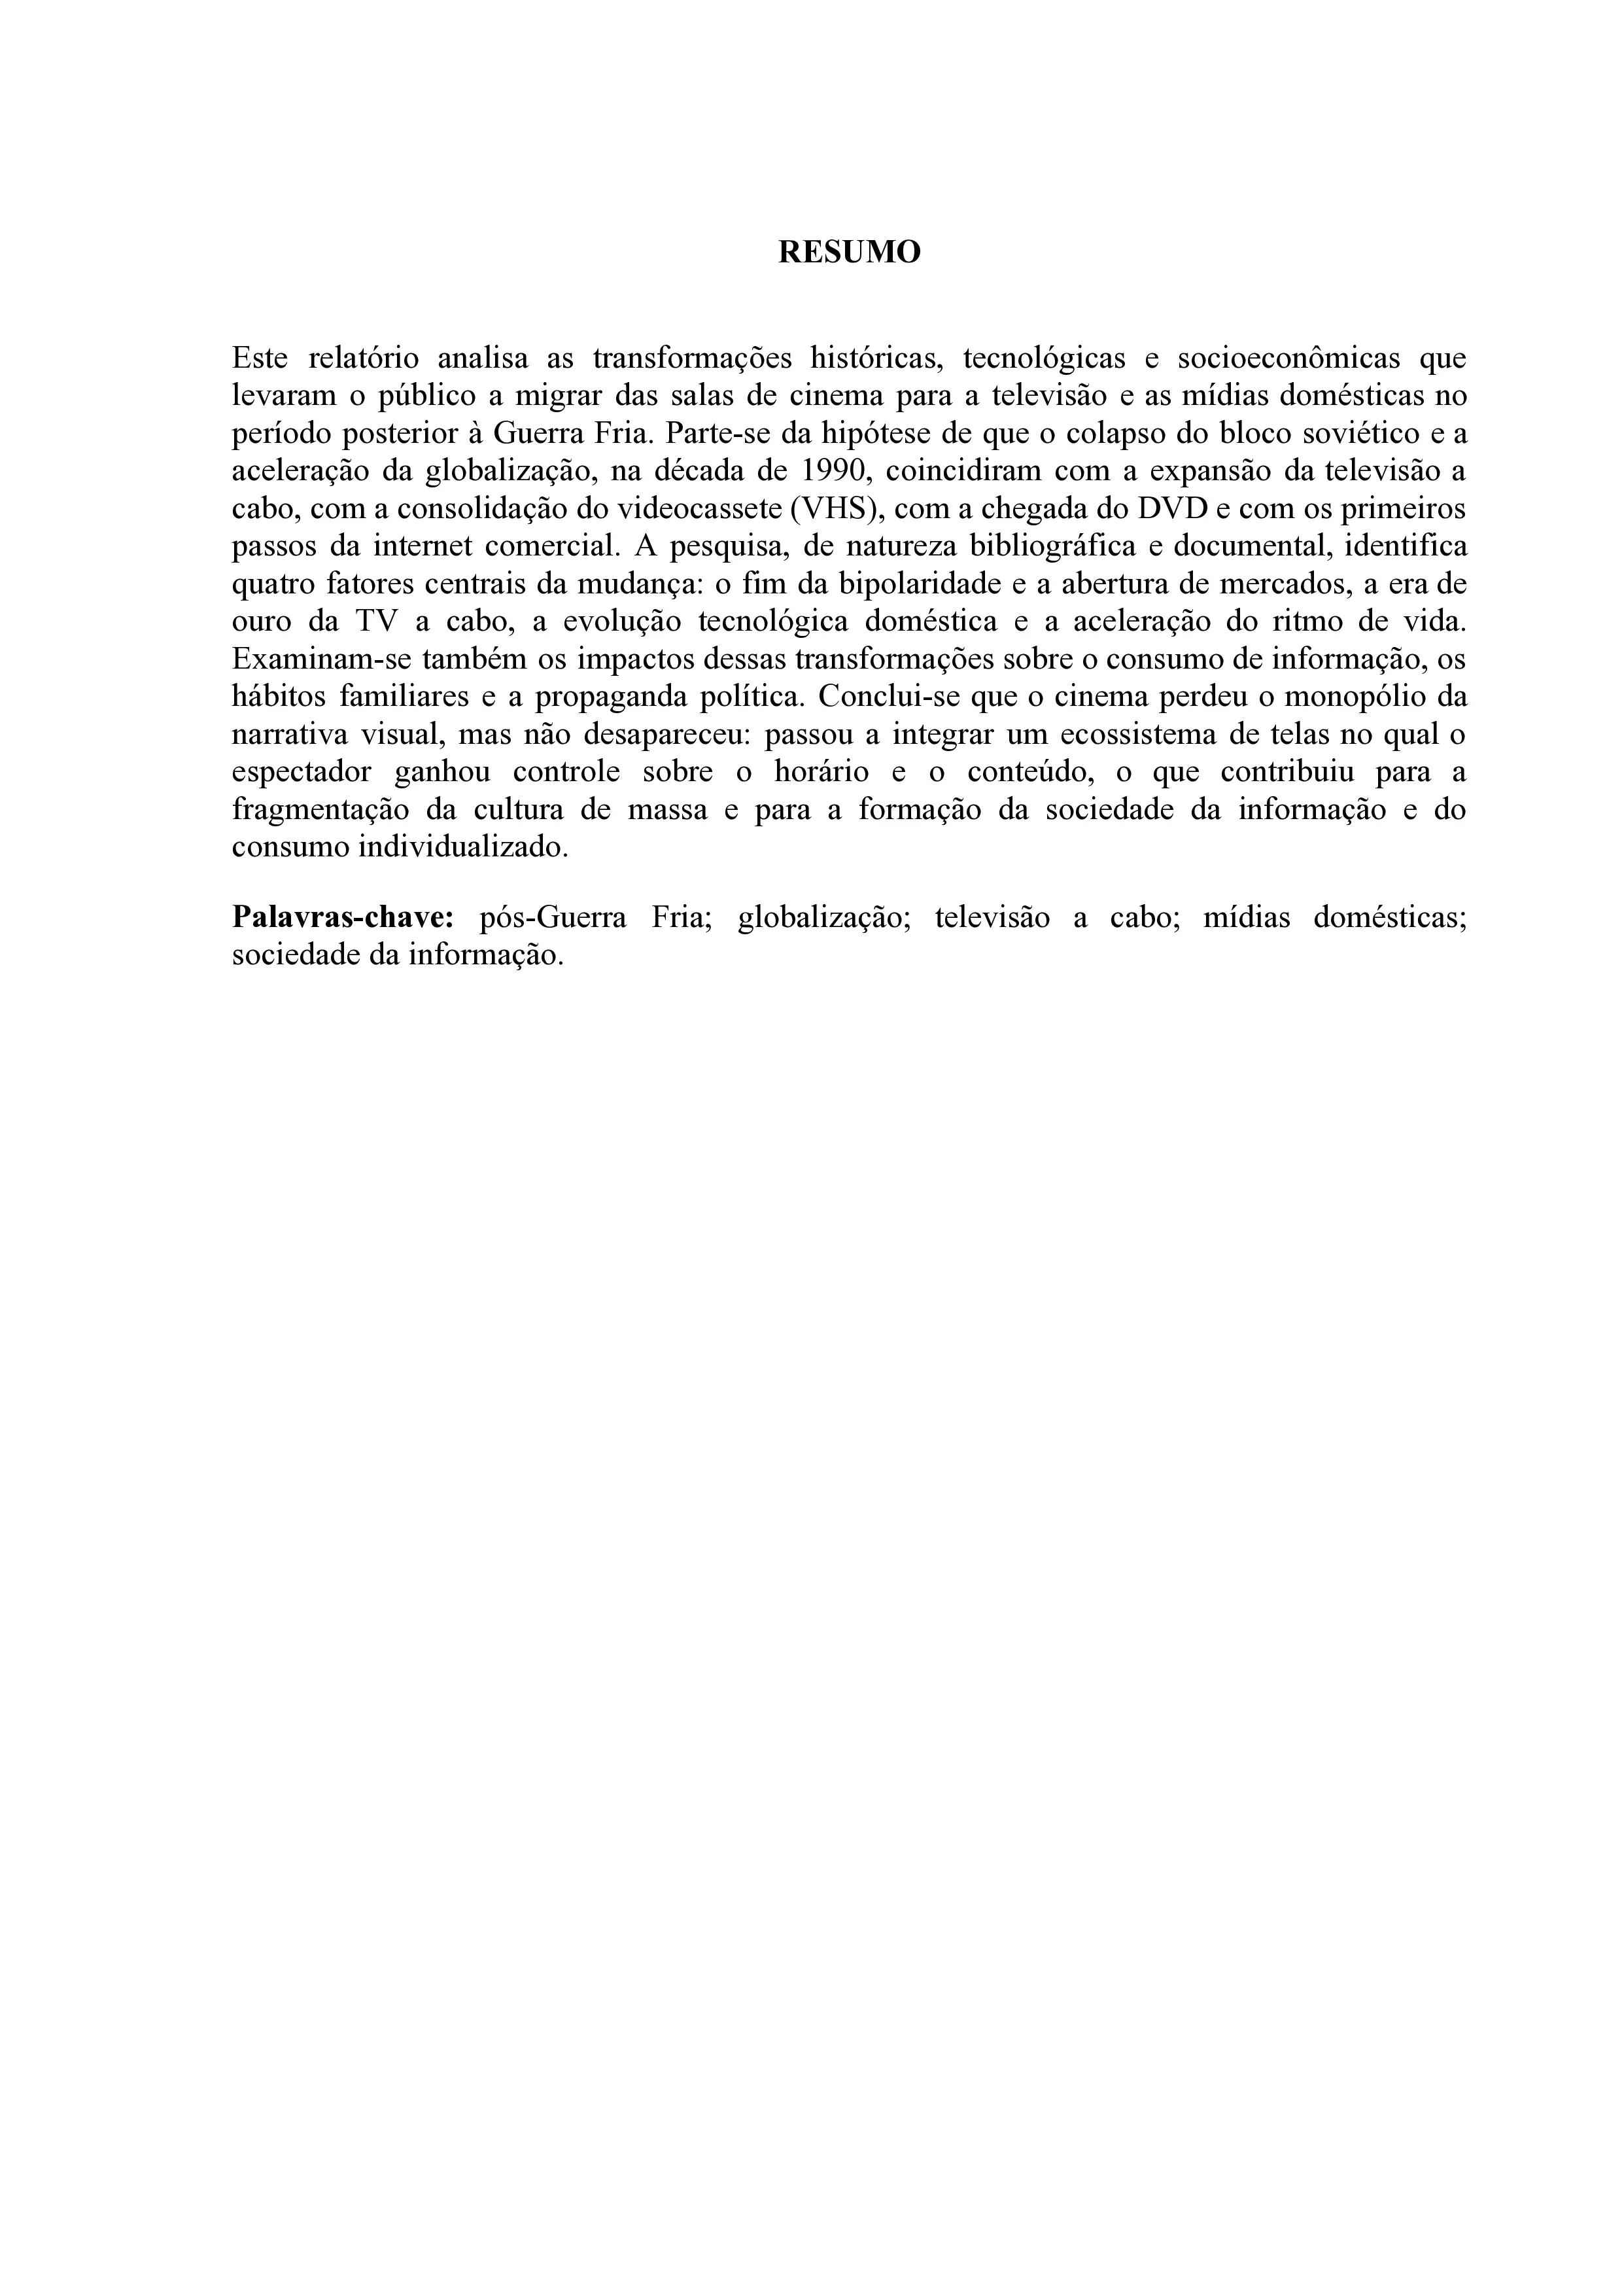 RESUMO
Este relatório analisa as transformações históricas, tecnológicas e socioeconômicas que
levaram o público a migrar das salas de cinema para a televisão e as mídias domésticas no
período posterior à Guerra Fria. Parte-se da hipótese de que o colapso do bloco soviético e a
aceleração da globalização, na década de 1990, coincidiram com a expansão da televisão a
cabo, com a consolidação do videocassete (VHS), com a chegada do DVD e com os primeiros
passos da internet comercial. A pesquisa, de natureza bibliográfica e documental, identifica
quatro fatores centrais da mudança: o fim da bipolaridade e a abertura de mercados, a era de
ouro da TV a cabo, a evolução tecnológica doméstica e a aceleração do ritmo de vida.
Examinam-se também os impactos dessas transformações sobre o consumo de informação, os
hábitos familiares e a propaganda política. Conclui-se que o cinema perdeu o monopólio da
narrativa visual, mas não desapareceu: passou a integrar um ecossistema de telas no qual o
espectador ganhou controle sobre o horário e o conteúdo, o que contribuiu para a
fragmentação da cultura de massa e para a formação da sociedade da informação e do
consumo individualizado.
Palavras-chave: pós-Guerra Fria; globalização; televisão a cabo; mídias domésticas;
sociedade da informação.